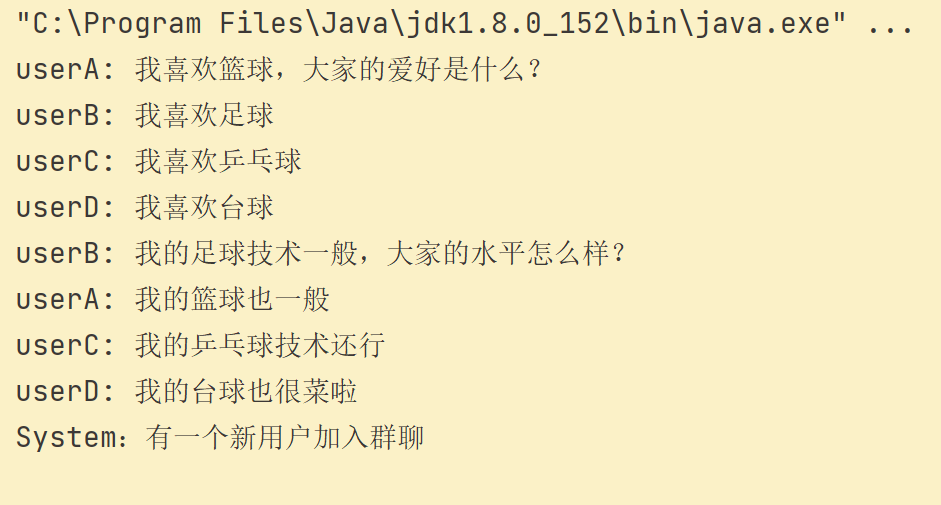 "C:\Program Files\Java\jdk1.8.0_152\bin\java.exe" ...
userA: 我喜欢篮球，大家的爱好是什么？
userB: 我喜欢足球
userC: 我喜欢乒乓球
userD: 我喜欢台球
userB: 我的足球技术一般，大家的水平怎么样？
userA: 我的篮球也一般
userC: 我的乒乓球技术还行
userD: 我的台球也很菜啦
System：有一个新用户加入群聊